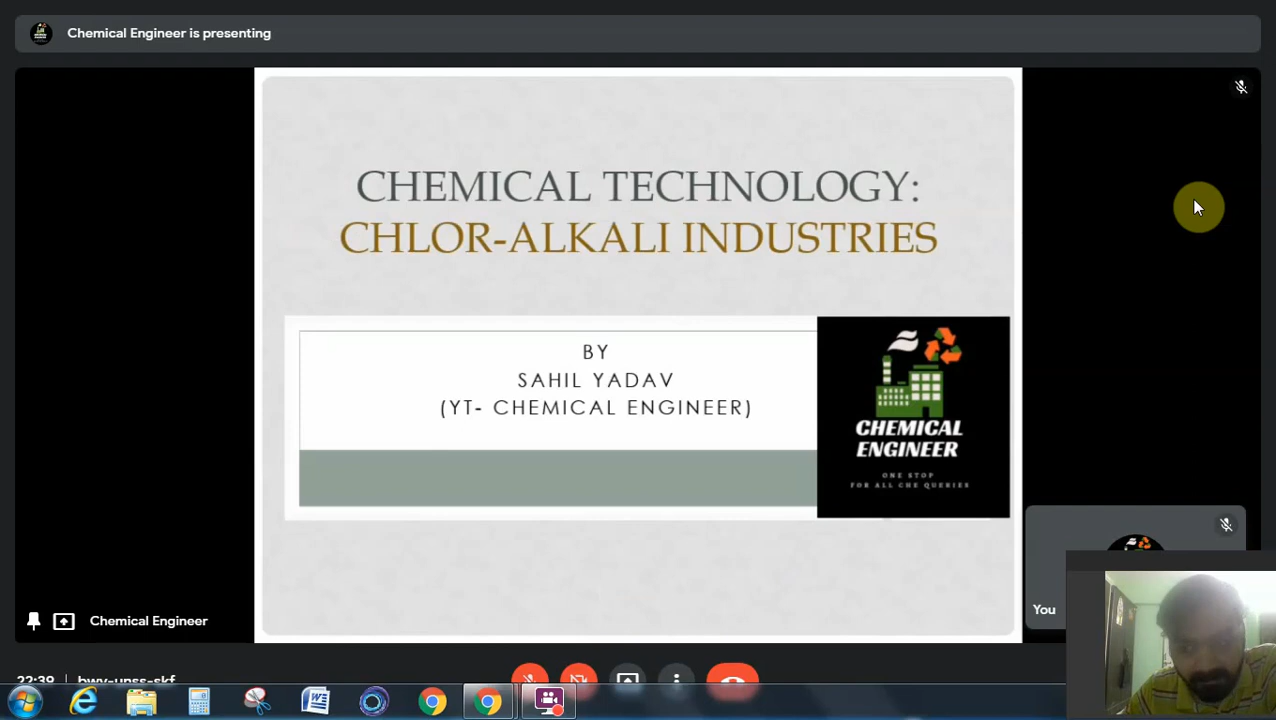 Chemical Engineer is presenting
CHEMICAL TECHNOLOGY:
CHLOR-ALKALI INDUSTRIES
BY
SAHIL YADAV
(YT- CHEMICAL ENGINEER)
CHEMICAL
ENGINEER
ONE STOP
FOR ALL CHE QUERIES
You
Chemical Engineer
22:39